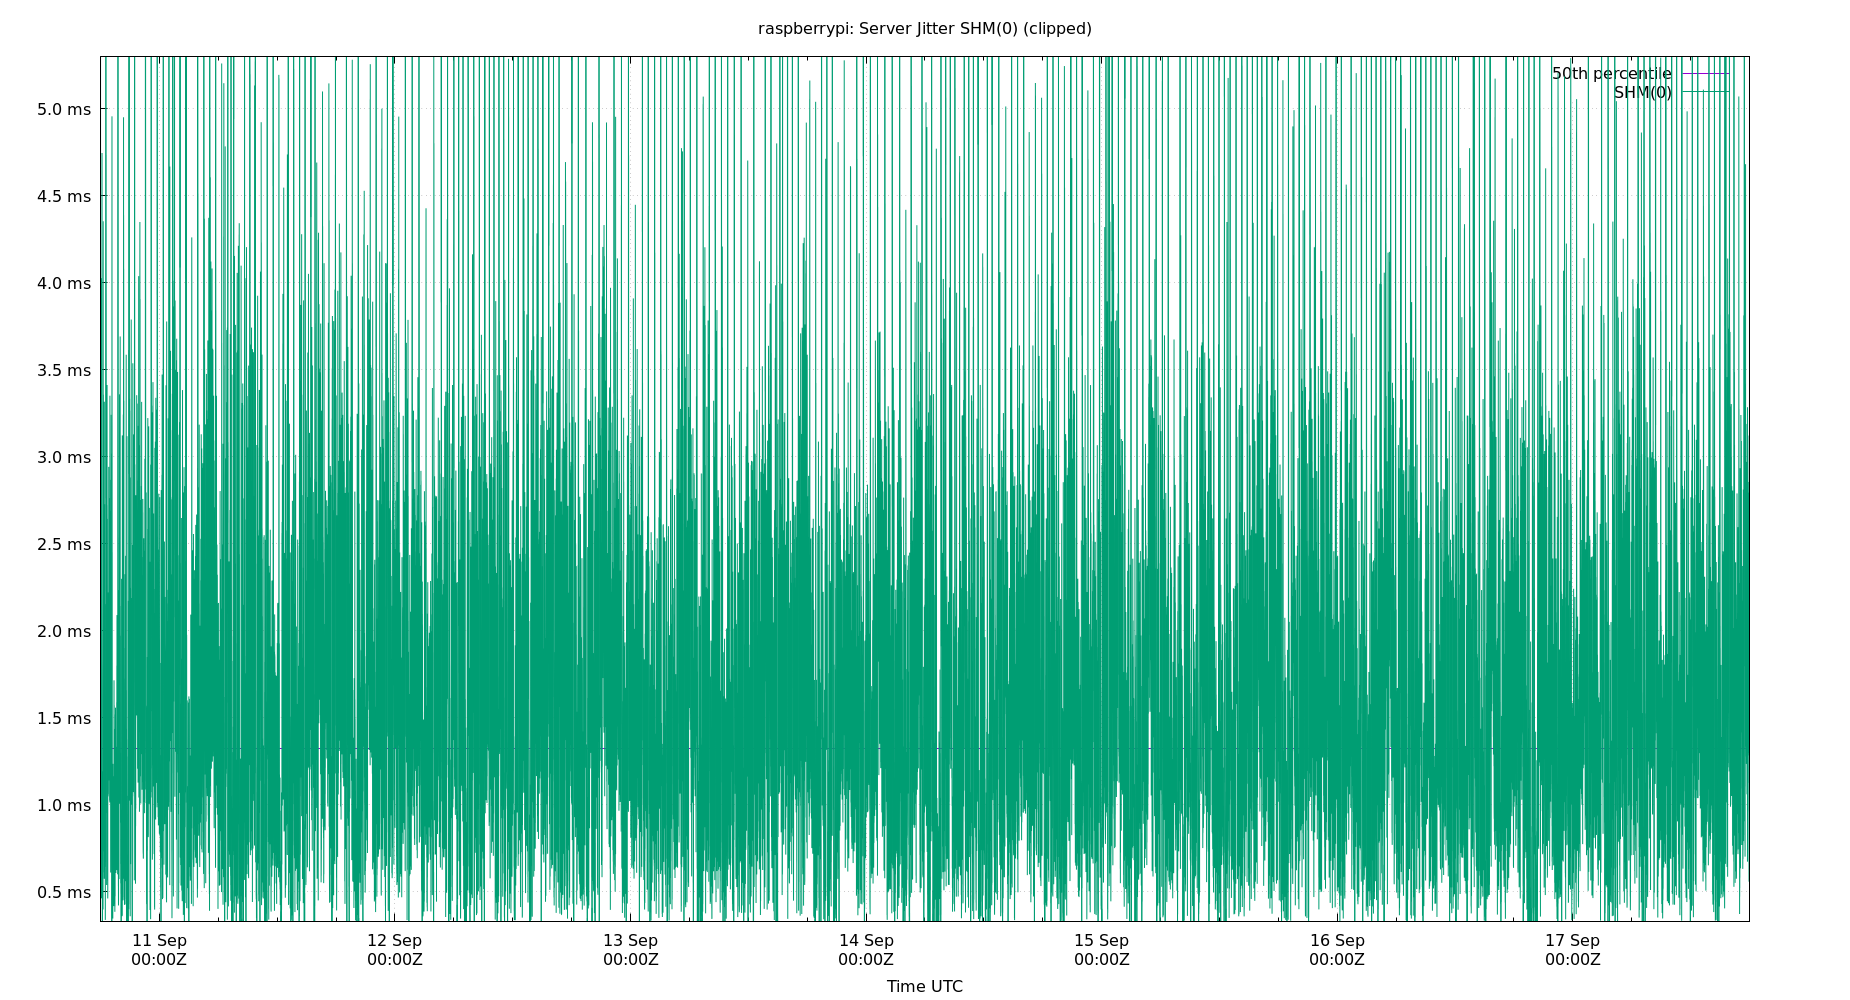 raspberrypi: Server Jitter SHM(0) (clipped)
50th percentile
SHM(0)
5.0 ms
4.5 ms
4.0 ms
3.5 ms
3.0 ms
2.5 ms
2.0 ms
1.5 ms
1.0 ms
0.5 ms
11 Sep 12 Sep 13 Sep 14 Sep 15 Sep 16 Sep 17 Sep
00:00Z 00:00Z 00:00Z 00:00Z 00:00Z 00:00Z 00:00Z
Time UTC